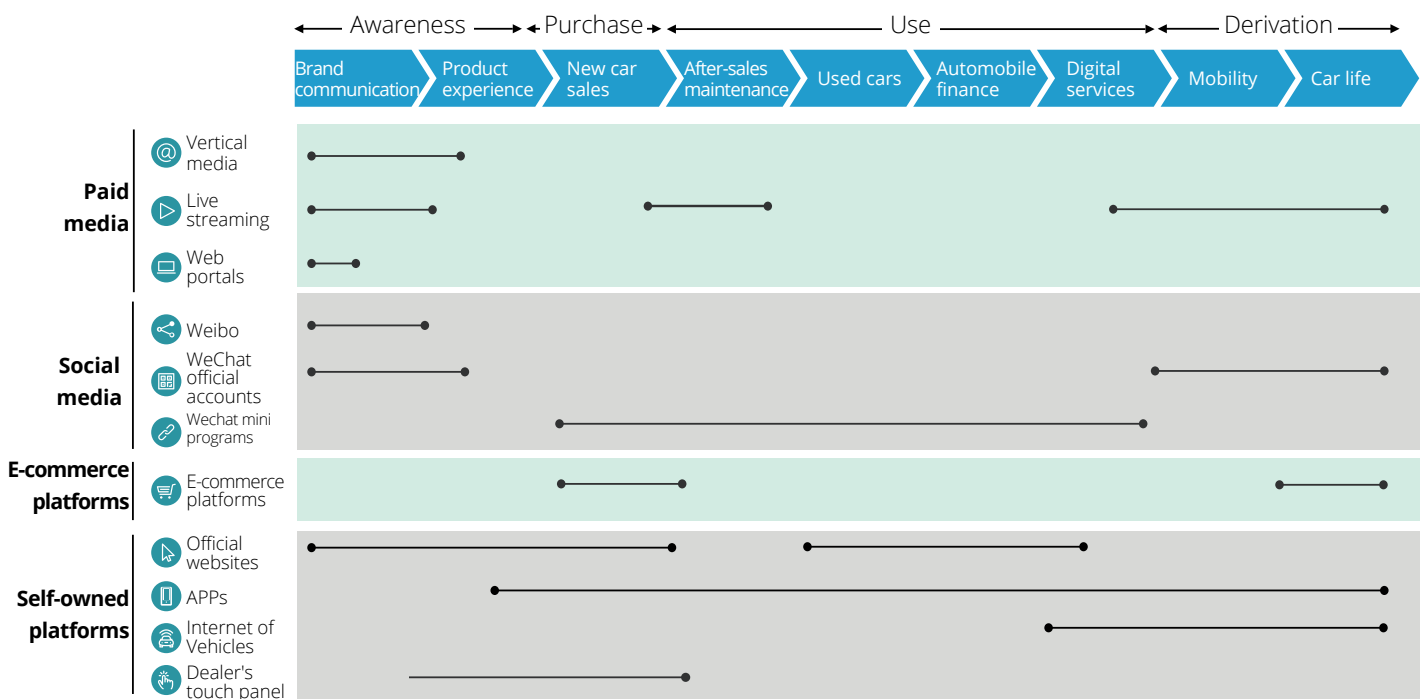 Awareness
Purchase
Use
Derivation
Brand
communication
Product
experience
New car
sales
After-sales
maintenance
Used cars
Automobile
finance
Digital
services
Mobility
Car life
Paid
media
Vertical
media
Live
streaming
Web
portals
Social
media
Weibo
WeChat
official
accounts
Wechat mini
programs
E-commerce
platforms
E-commerce
platforms
Self-owned
platforms
Official
websites
APPs
Internet of
Vehicles
Dealer's
touch panel